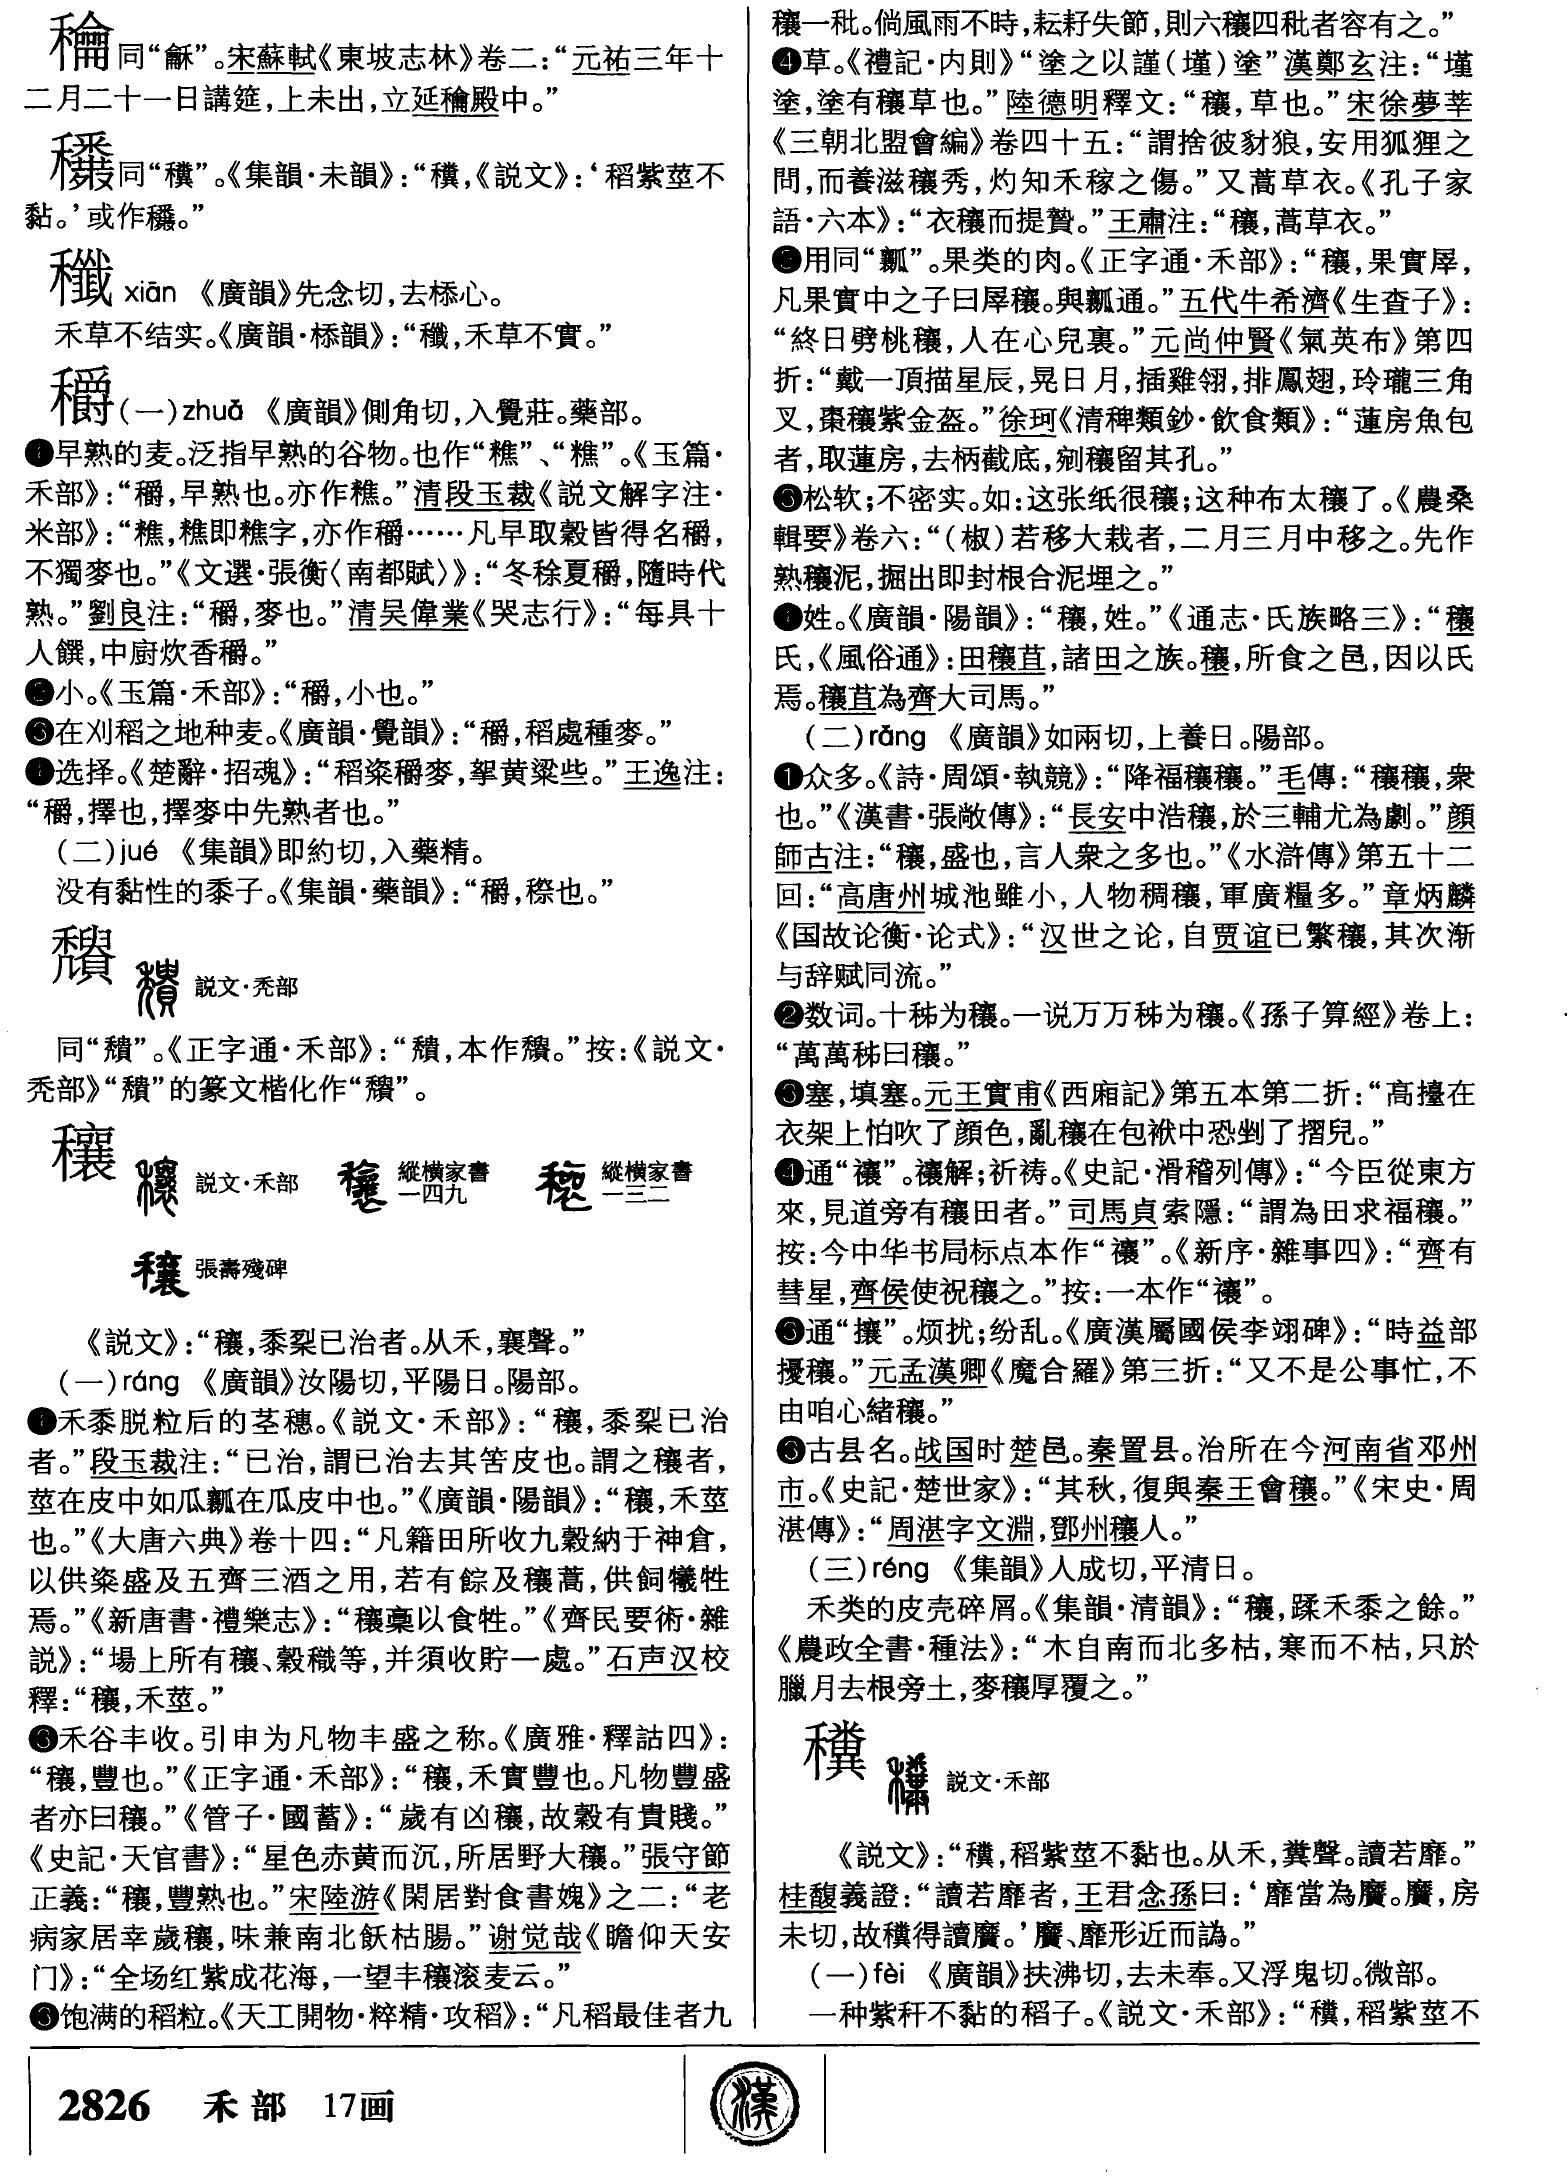 同“龢”。宋蘇軾《東坡志林》卷二：“元祐三年十
二月二十一日講筵，上未出，立延䆎殿中。”
同“穳”。《集韻·未韻》：“䆏，《説文》：‘稻紫莖不
黏。’或作。”
xiān 《廣韻》先念切，去㮇心。
禾草不结实。《廣韻·㮇韻》：“䆎，禾草不實。”
穱(一)zhuō 《廣韻》側角切，入覺莊。藥部。
❶早熟的麦。泛指早熟的谷物。也作“穛”、“糕”。《玉篇·
禾部》：“穱，早熟也。亦作穛。”清段玉裁《説文解字注·
米部》：“糕，糕即穛字，亦作穱……凡早取穀皆得名穱，
不獨麥也。”《文選·張衡〈南都賦〉》：“冬稌夏穱，隨時代
熟。”劉良注：“穱，麥也。”清吴偉業《哭志行》：“每具十
人饌，中厨炊香穱。”
❷小。《玉篇·禾部》：“穱，小也。”
❸在刈稻之地种麦。《廣韻·覺韻》：“穱，稻處種麥。”
❹选择。《楚辭·招魂》：“稻粢穱麥，挐黄粱些。”王逸注：
“穱，擇也，擇麥中先熟者也。”
(二)jué 《集韻》即約切，入藥精。
没有黏性的黍子。《集韻·藥韻》：“穱，穄也。”
説文·秃部
同“穨”。《正字通·禾部》：“穨，本作。”按：《説文·
秃部》“穨”的篆文楷化作“”。
穰 説文·禾部 縱横家書一四九 縱横家書一三二
張壽殘碑
《説文》：“穰，黍䅀已治者。从禾，襄聲。”
(一)ráng 《廣韻》汝陽切，平陽日。陽部。
❶禾黍脱粒后的茎穗。《説文·禾部》：“穰，黍䅀已治
者。”段玉裁注：“已治，謂已治去其箁皮也。謂之穰者，
莖在皮中如瓜瓤在瓜皮中也。”《廣韻·陽韻》：“穰，禾莖
也。”《大唐六典》卷十四：“凡籍田所收九穀納于神倉，
以供粢盛及五齊三酒之用，若有餘及穰蒿，供飼犧牲
焉。”《新唐書·禮樂志》：“穰稾以食牲。”《齊民要術·雜
説》：“場上所有穰、穀穖等，并須收貯一處。”石声汉校
釋：“穰，禾莖。”
❷禾谷丰收。引申为凡物丰盛之称。《廣雅·釋詁四》：
“穰，豐也。”《正字通·禾部》：“穰，禾實豐也。凡物豐盛
者亦曰穰。”《管子·國蓄》：“歲有凶穰，故穀有貴賤。”
《史記·天官書》：“星色赤黄而沉，所居野大穰。”張守節
正義：“穰，豐熟也。”宋陸游《閑居對食書媿》之二：“老
病家居幸歲穰，味兼南北飫枯腸。”谢觉哉《瞻仰天安
门》：“全场红紫成花海，一望丰穰滚麦云。”
❸饱满的稻粒。《天工開物·粹精·攻稻》：“凡稻最佳者九
穰一秕。倘風雨不時，耘耔失節，則六穰四秕者容有之。”
❹草。《禮記·内則》“塗之以謹(墐)塗”漢鄭玄注：“墐
塗，塗有穰草也。”陸德明釋文：“穰，草也。”宋徐夢莘
《三朝北盟會編》卷四十五：“謂捨彼豺狼，安用狐狸之
問，而養滋穰秀，灼知禾稼之傷。”又蒿草衣。《孔子家
語·六本》：“衣穰而提贄。”王肅注：“穰，蒿草衣。”
❺用同“瓤”。果类的肉。《正字通·禾部》：“穰，果實犀，
凡果實中之子曰犀穰。與瓤通。”五代牛希濟《生查子》：
“終日劈桃穰，人在心兒裏。”元尚仲賢《氣英布》第四
折：“戴一頂描星辰，晃日月，插雞翎，排鳳翅，玲瓏三角
叉，棗穰紫金盔。”徐珂《清稗類鈔·飲食類》：“蓮房魚包
者，取蓮房，去柄截底，剜穰留其孔。”
❻松软；不密实。如：这张纸很穰；这种布太穰了。《農桑
輯要》卷六：“(椒)若移大栽者，二月三月中移之。先作
熟穰泥，掘出即封根合泥埋之。”
❼姓。《廣韻·陽韻》：“穰，姓。”《通志·氏族略三》：“穰
氏，《風俗通》：田穰苴，諸田之族。穰，所食之邑，因以氏
焉。穰苴為齊大司馬。”
(二)rǎng 《廣韻》如兩切，上養日。陽部。
❶众多。《詩·周頌·執競》：“降福穰穰。”毛傳：“穰穰，衆
也。”《漢書·張敞傳》：“長安中浩穰，於三輔尤為劇。”顔
師古注：“穰，盛也，言人衆之多也。”《水滸傳》第五十二
回：“高唐州城池雖小，人物稠穰，軍廣糧多。”章炳麟
《国故论衡·论式》：“汉世之论，自贾谊已繁穰，其次渐
与辞赋同流。”
❷数词。十秭为穰。一说万万秭为穰。《孫子算經》卷上：
“萬萬秭曰穰。”
❸塞，填塞。元王實甫《西廂記》第五本第二折：“高擡在
衣架上怕吹了顔色，亂穰在包袱中恐剉了摺兒。”
❹通“禳”。禳解；祈祷。《史記·滑稽列傳》：“今臣從東方
來，見道旁有穰田者。”司馬貞索隱：“謂為田求福穰。”
按：今中华书局标点本作“禳”。《新序·雜事四》：“齊有
彗星，齊侯使祝穰之。”按：一本作“禳”。
❺通“攘”。烦扰；纷乱。《廣漢屬國侯李翊碑》：“時益部
擾穰。”元孟漢卿《魔合羅》第三折：“又不是公事忙，不
由咱心緒穰。”
❻古县名。战国时楚邑。秦置县。治所在今河南省邓州
市。《史記·楚世家》：“其秋，復與秦王會穰。”《宋史·周
湛傳》：“周湛字文淵，鄧州穰人。”
(三)réng 《集韻》人成切，平清日。
禾类的皮壳碎屑。《集韻·清韻》：“穰，蹂禾黍之餘。”
《農政全書·種法》：“木自南而北多枯，寒而不枯，只於
臘月去根旁土，麥穰厚覆之。”
䆏 説文·禾部
《説文》：“䆏，稻紫莖不黏也。从禾，糞聲。讀若靡。”
桂馥義證：“讀若靡者，王君念孫曰：‘靡當為䵗。䵗，房
未切，故䆏得讀䵗。’䵗、靡形近而譌。”
(一)fèi 《廣韻》扶沸切，去未奉。又浮鬼切。微部。
一种紫秆不黏的稻子。《説文·禾部》：“䆏，稻紫莖不
2826 禾部 17画
漢